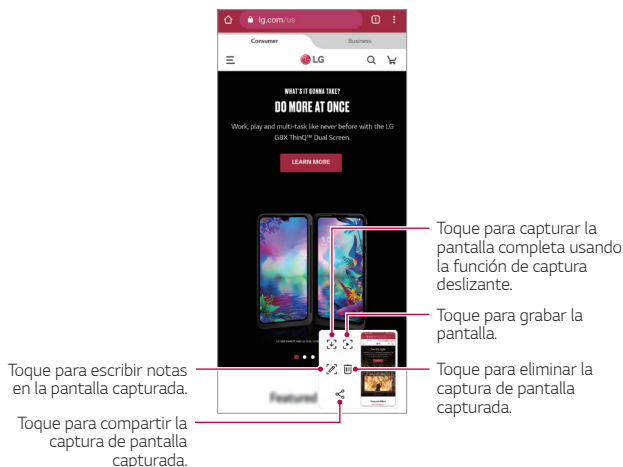 lg.com/us
1
Consumer
Business
LG
WHAT'S IT GONNA TAKE?
DO MORE AT ONCE
Work, play and multi-task like never before with the LG
G8X ThinQ™ Dual Screen.
LEARN MORE
Toque para capturar la
pantalla completa usando
la función de captura
deslizante.
Toque para grabar la
pantalla.
Toque para escribir notas
en la pantalla capturada.
Toque para eliminar la
captura de pantalla
capturada.
Featured
Toque para compartir la
captura de pantalla
capturada.